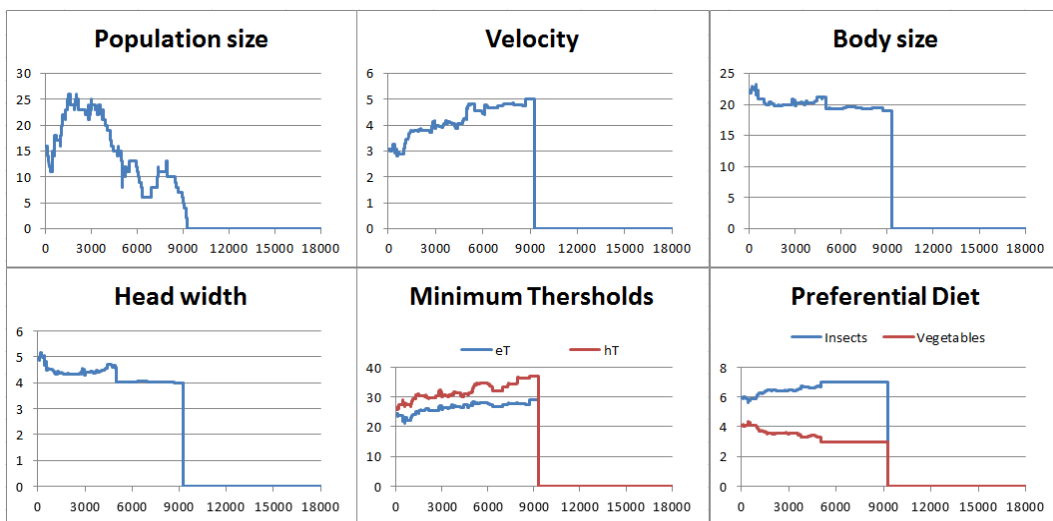 Population size
30
25
20
15
10
5
0
0 3000 6000 9000 12000 15000 18000
Velocity
6
5
4
3
2
1
0
0 3000 6000 9000 12000 15000 18000
Body size
25
20
15
10
5
0
0 3000 6000 9000 12000 15000 18000
Head width
6
5
4
3
2
1
0
0 3000 6000 9000 12000 15000 18000
Minimum Thersholds
eT hT
40
30
20
10
0
0 3000 6000 9000 12000 15000 18000
Preferential Diet
Insects Vegetables
8
6
4
2
0
0 3000 6000 9000 12000 15000 18000